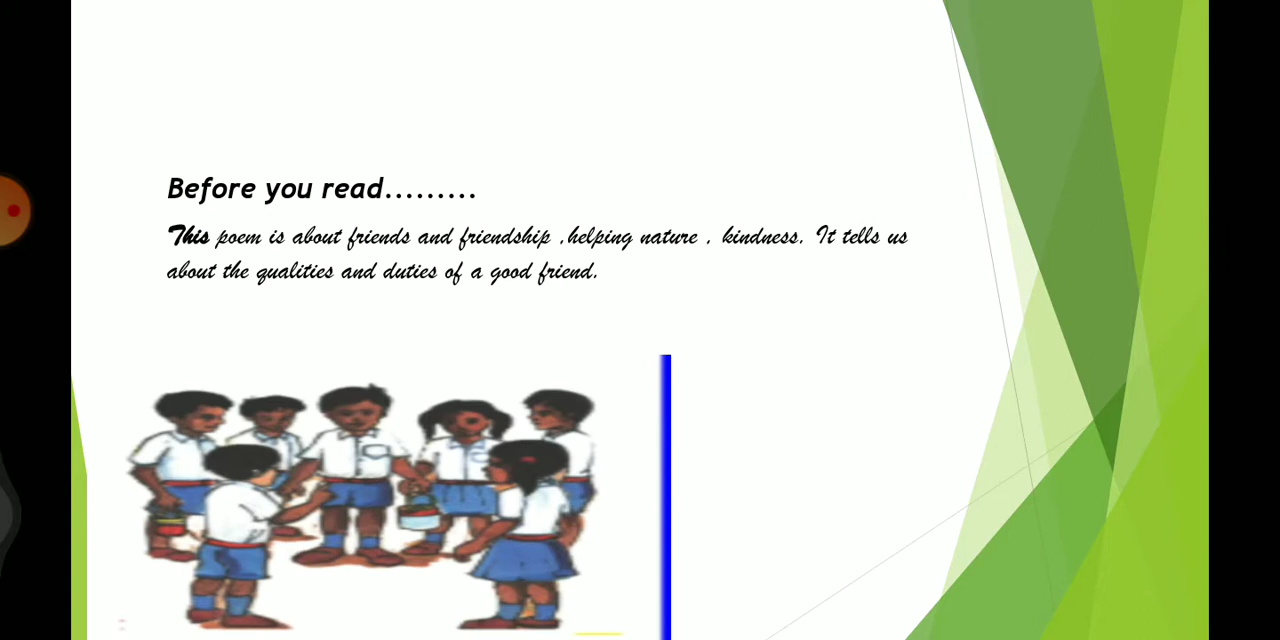 Before you read.........
This poem is about friends and friendship ,helping nature , kindness. It tells us
about the qualities and duties of a good friend.